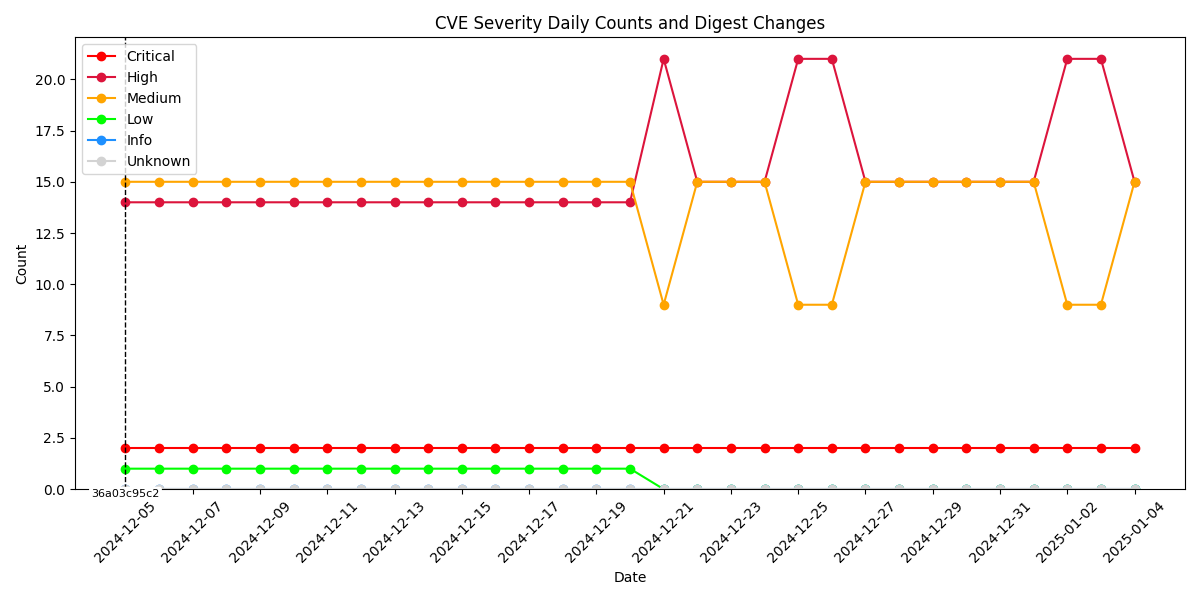 CVE Severity Daily Counts and Digest Changes
Critical
High
Medium
Low
Info
Unknown
20.0
17.5
15.0
12.5
10.0
7.5
5.0
2.5
0.0
Count
36a03c95c2
2024-12-05
2024-12-07
2024-12-09
2024-12-11
2024-12-13
2024-12-15
2024-12-17
2024-12-19
2024-12-21
2024-12-23
2024-12-25
2024-12-27
2024-12-29
2024-12-31
2025-01-02
2025-01-04
Date